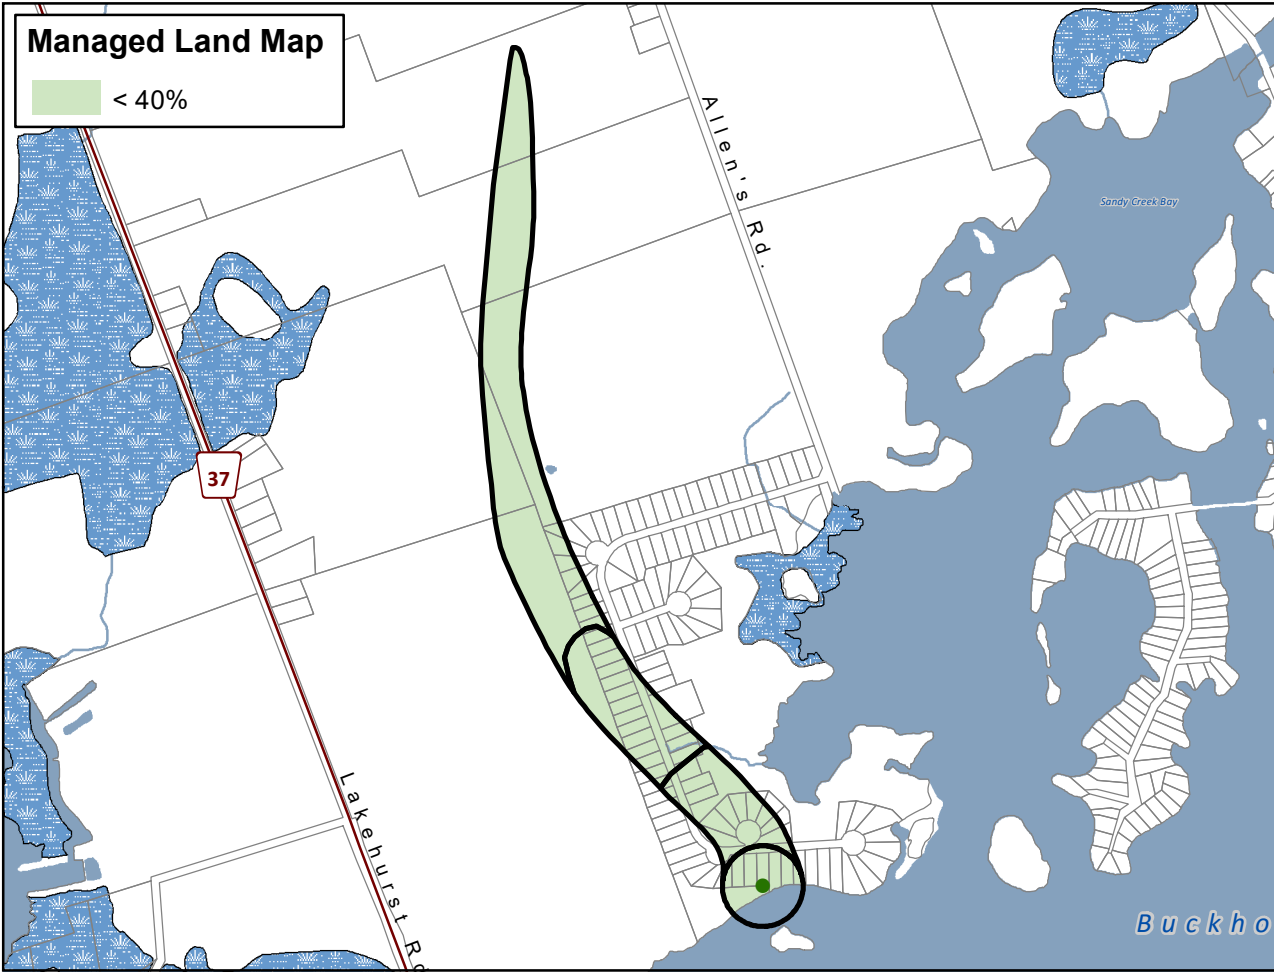 Managed Land Map
< 40%
Allen's Rd.
Sandy Creek Bay
37
Lakehurst Rd
Buckho